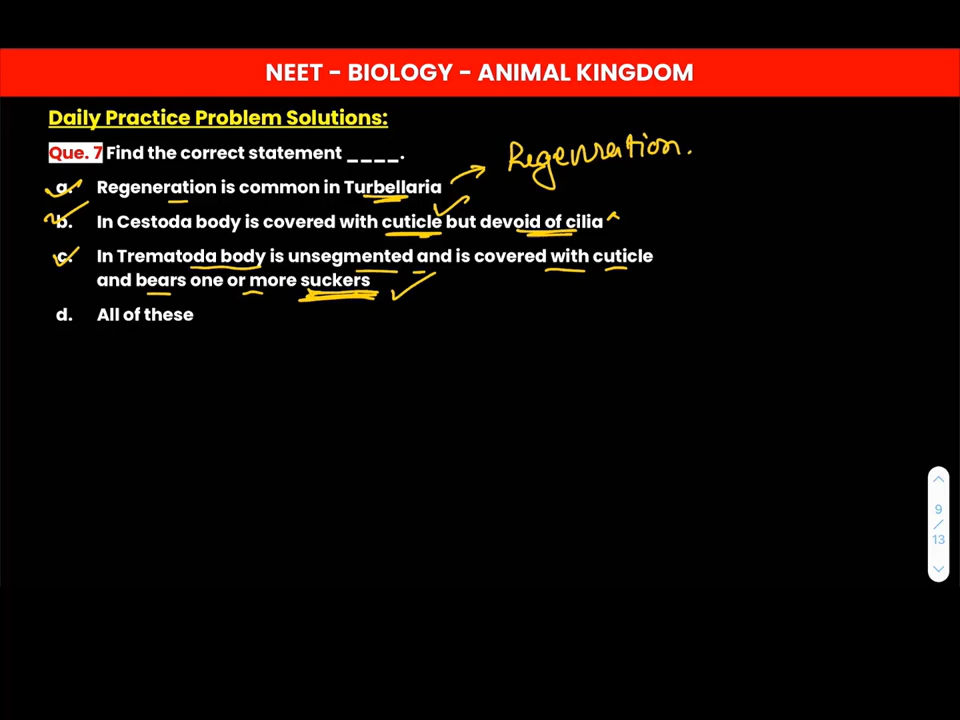 NEET - BIOLOGY - ANIMAL KINGDOM
Daily Practice Problem Solutions:
Que. 7 Find the correct statement ____.
Regeneration.
a. Regeneration is common in Turbellaria
b. In Cestoda body is covered with cuticle but devoid of cilia
c. In Trematoda body is unsegmented and is covered with cuticle
and bears one or more suckers
d. All of these
9
/
13